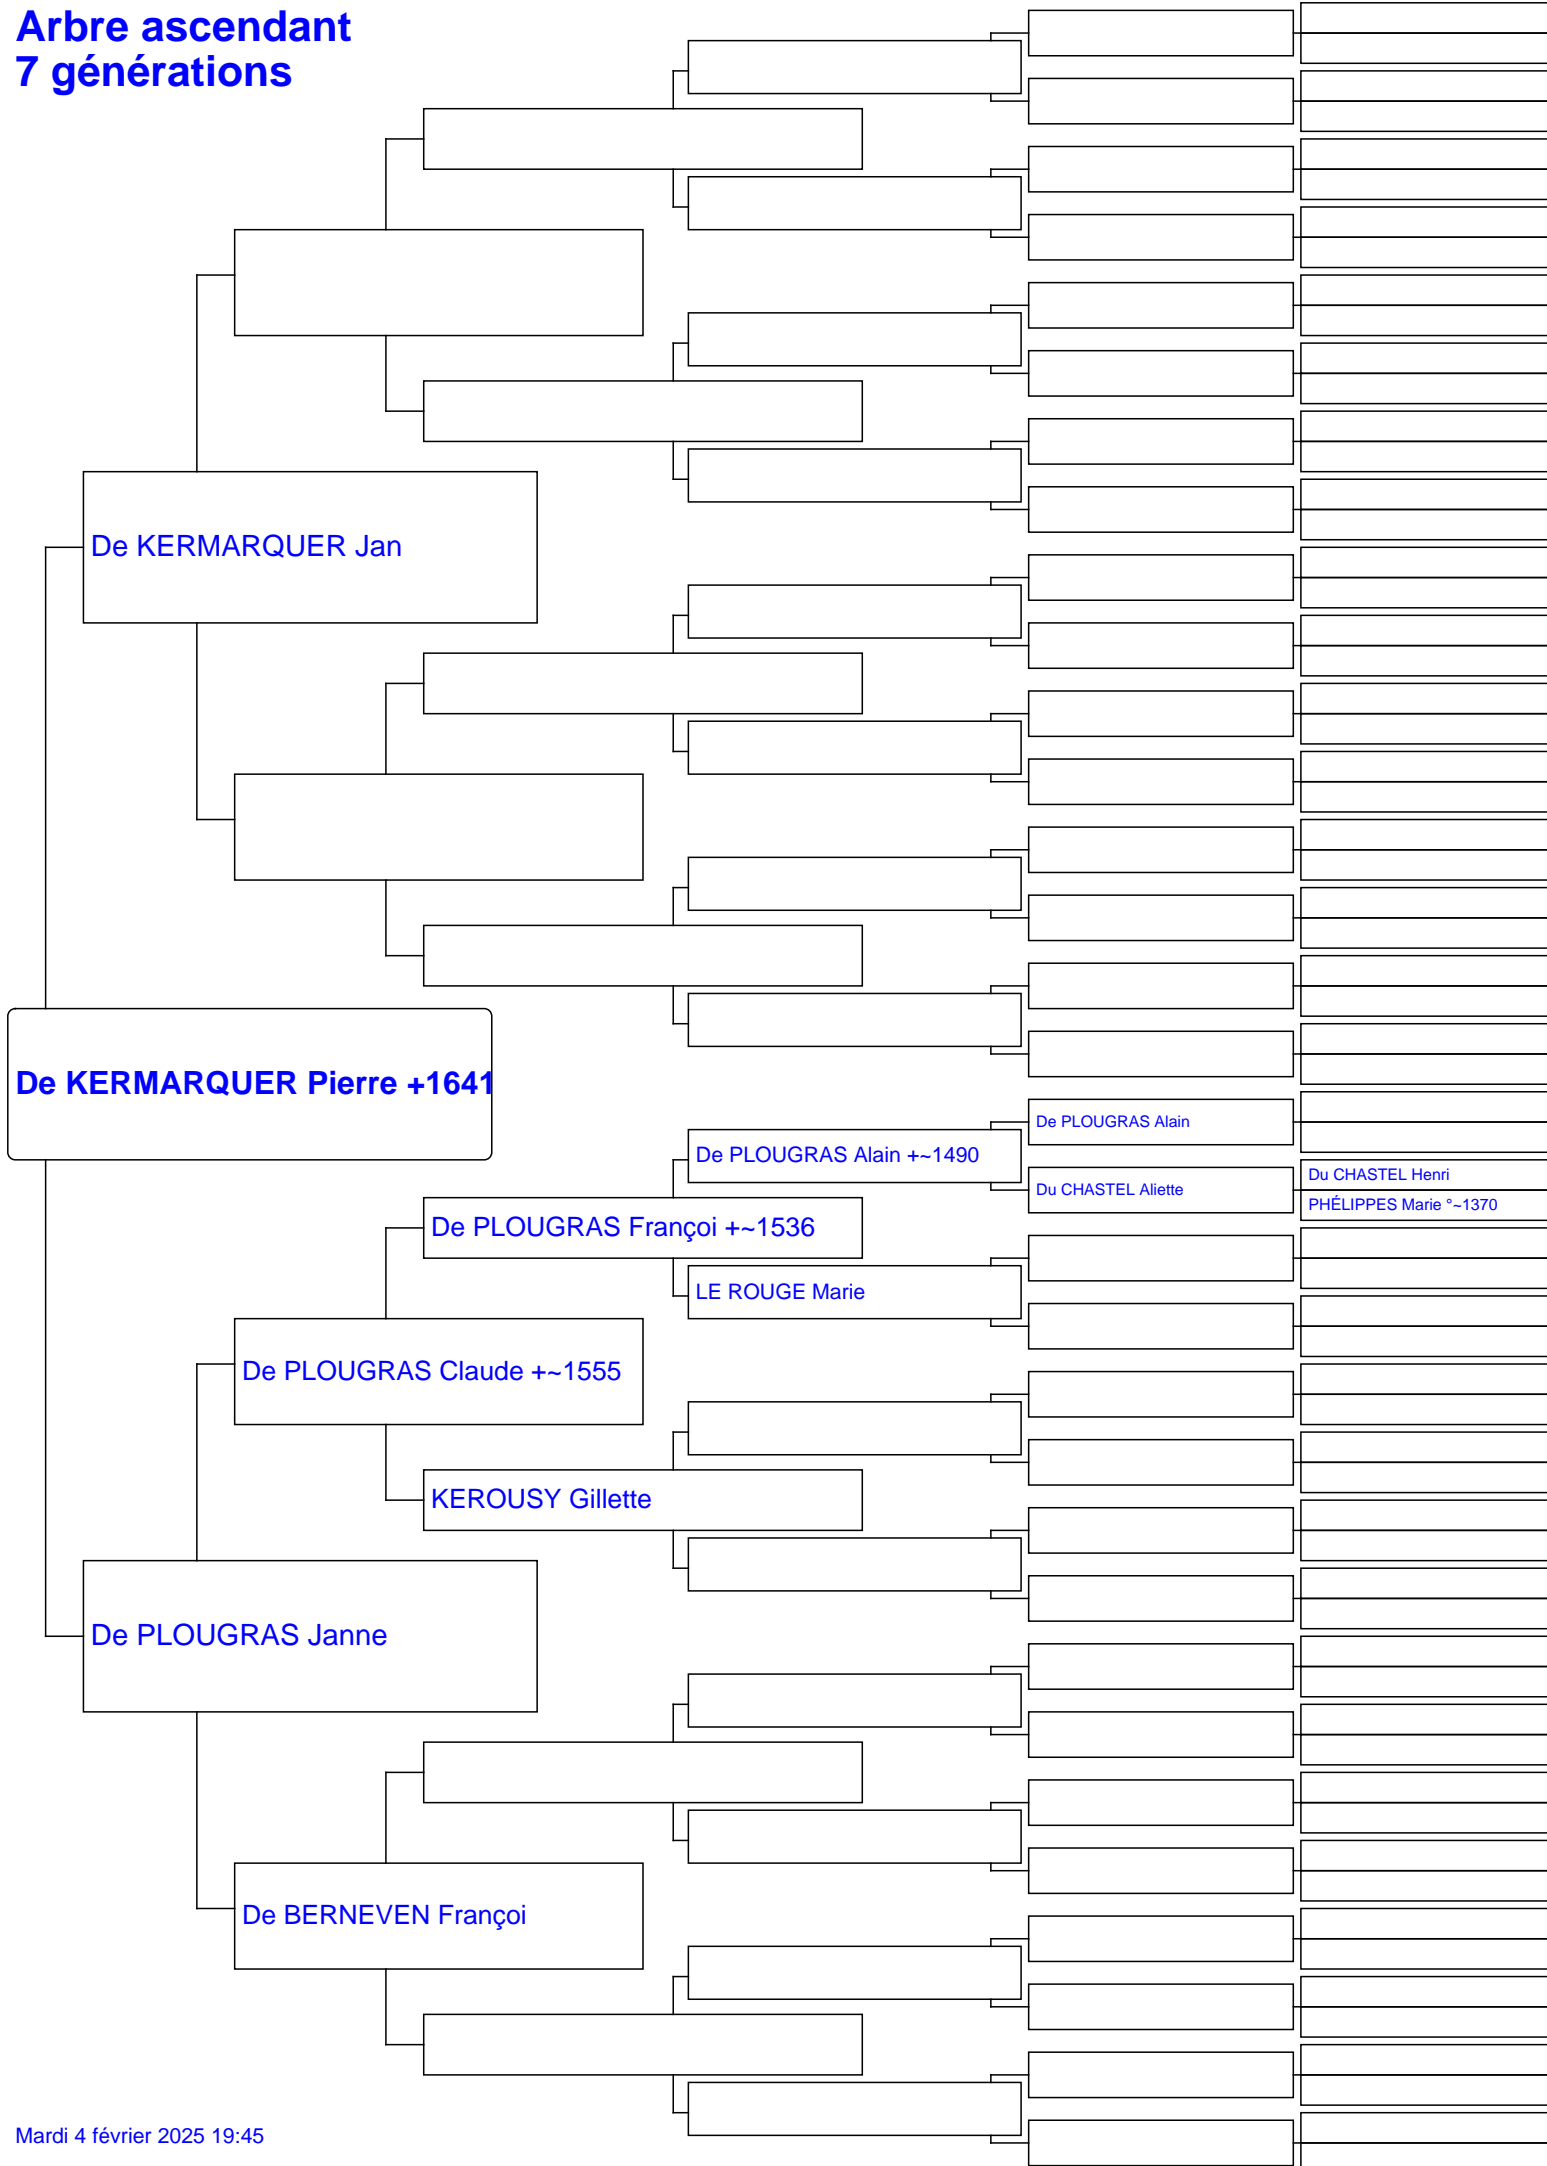 Arbre ascendant
7 générations
De KERMARQUER Jan
De KERMARQUER Pierre +1641
De PLOUGRAS Alain
De PLOUGRAS Alain +~1490
Du CHASTEL Henri
Du CHASTEL Aliette
PHÉLIPPES Marie °~1370
De PLOUGRAS Françoi +~1536
LE ROUGE Marie
De PLOUGRAS Claude +~1555
KEROUSY Gillette
De PLOUGRAS Janne
De BERNEVEN Françoi
Mardi 4 février 2025 19:45